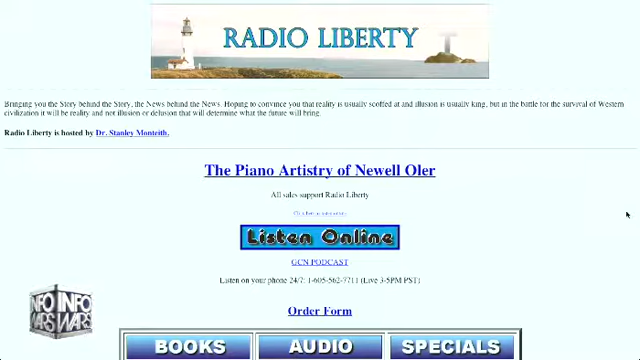 RADIO LIBERTY
Bringing you the Story behind the Story, the News behind the News. Hoping to convince you that reality is usually scoffed at and illusion is usually king, but in the battle for the survival of Western
civilization it will be reality and not illusion or delusion that will determine what the future will bring.
Radio Liberty is hosted by Dr. Stanley Monteith.
The Piano Artistry of Newell Oler
All sales support Radio Liberty
Listen Online
GCN PODCAST
Listen on your phone 24/7: 1-605-562-7711 (Live 3-5PM PST)
Order Form
INFO INFO
WARS WARS
BOOKS AUDIO SPECIALS